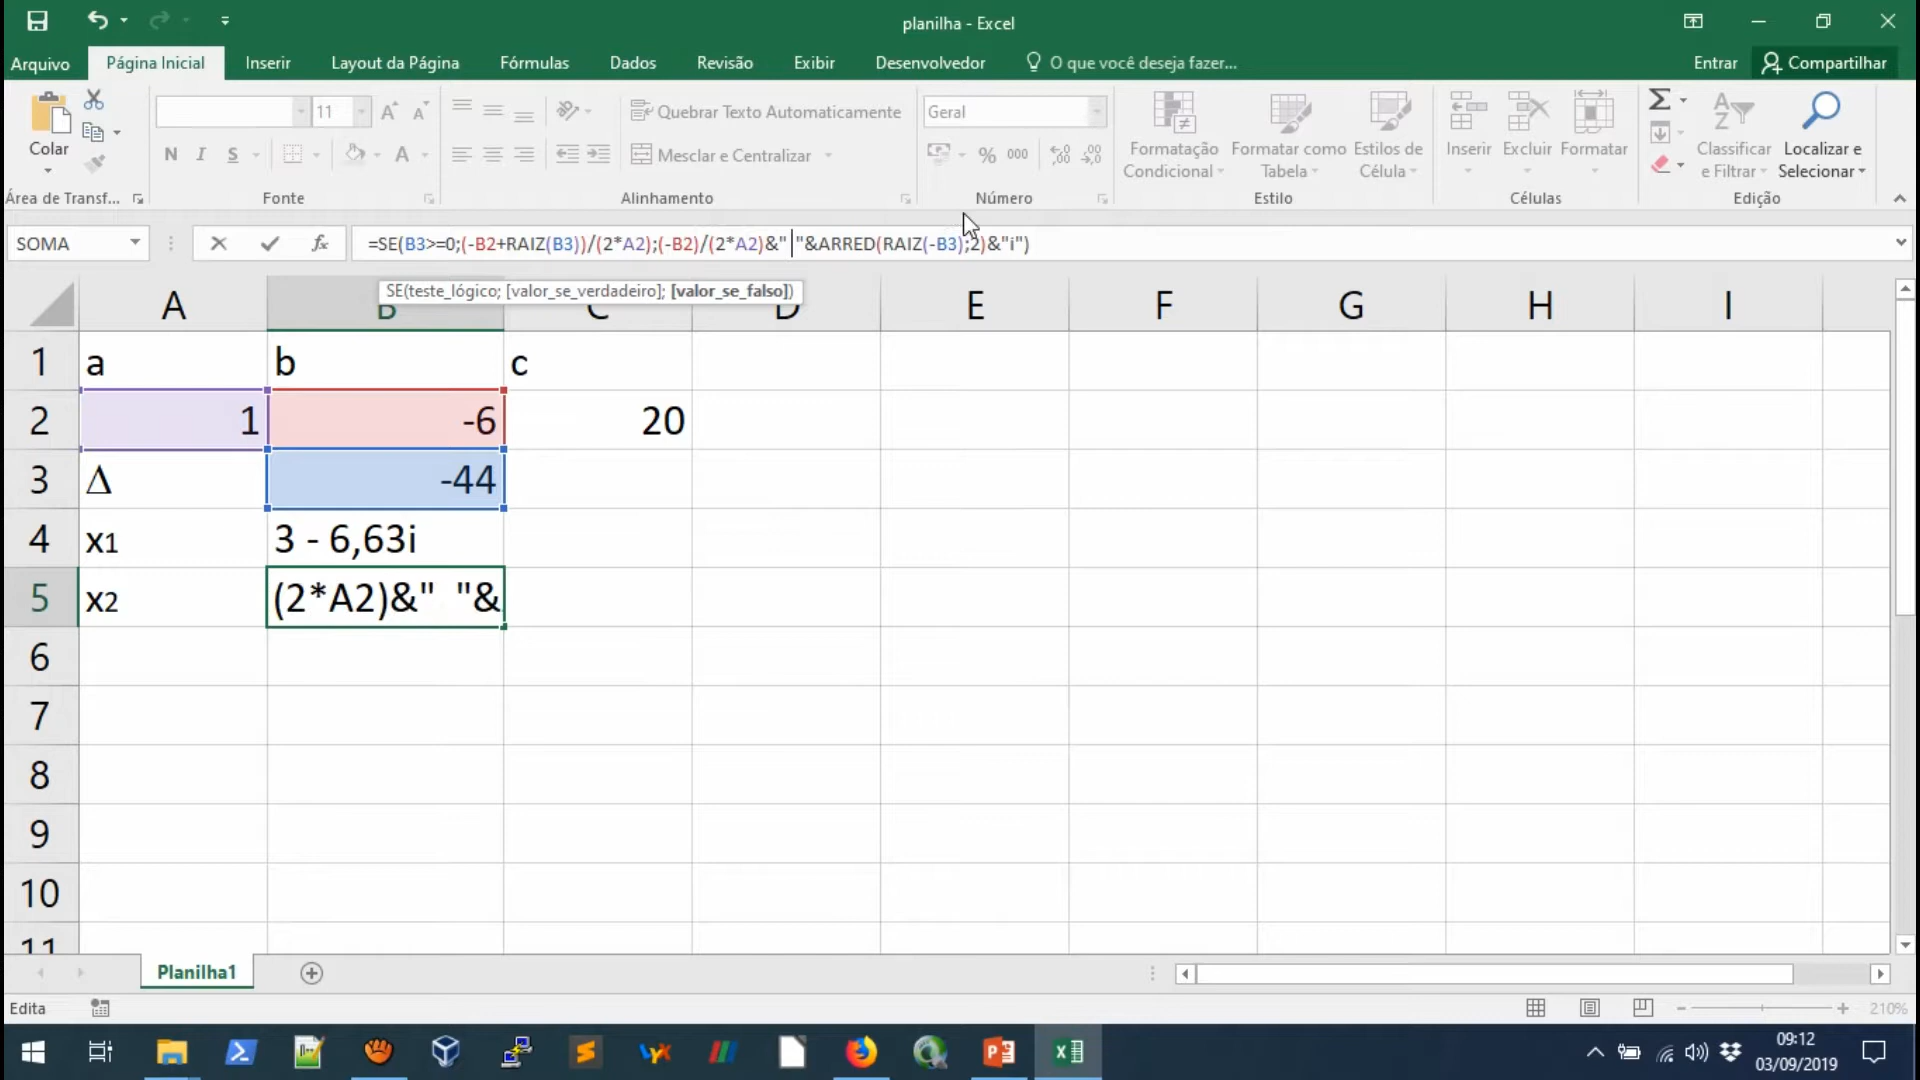 planilha - Excel
Arquivo Página Inicial Inserir Layout da Página Fórmulas Dados Revisão Exibir Desenvolvedor O que você deseja fazer... Entrar Compartilhar
11 Quebrar Texto Automaticamente Geral
Colar N I S A Mesclar e Centralizar % 000
Formatação Condicional Formatar como Tabela Estilos de Célula Inserir Excluir Formatar Classificar e Filtrar Localizar e Selecionar
Área de Transf... Fonte Alinhamento Número Estilo Células Edição
SOMA fx =SE(B3>=0;(-B2+RAIZ(B3))/(2*A2);(-B2)/(2*A2)&"  "&ARRED(RAIZ(-B3);2)&"i")
SE(teste_lógico; [valor_se_verdadeiro]; [valor_se_falso])
A B C D E F G H I
1 a b c
2 1 -6 20
3 Δ -44
4 x1 3 - 6,63i
5 x2 (2*A2)&"  "&
6
7
8
9
10
11
Planilha1
Edita 210%
09:12
03/09/2019